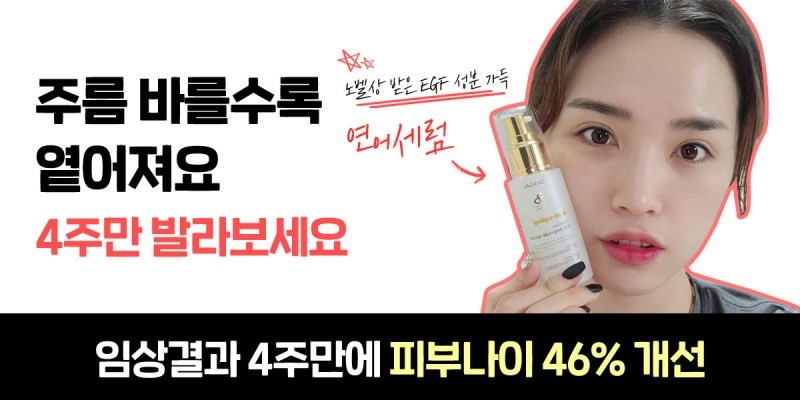 주름 바를수록
옅어져요
4주만 발라보세요
노벨상 받은 EGF 성분 가득
연어세럼
임상결과 4주만에 피부나이 46% 개선